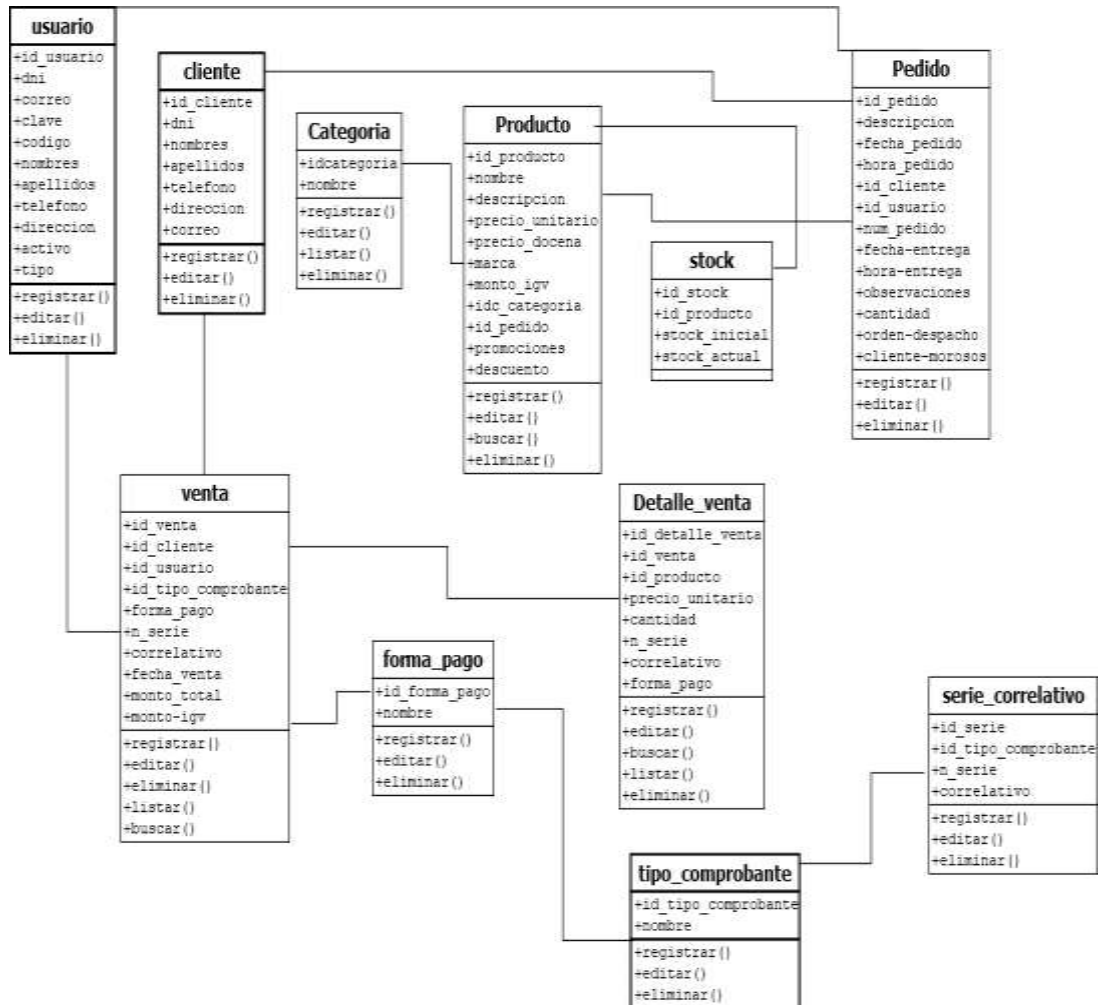 usuario
+id_usuario
+dni
+correo
+clave
+codigo
+nombres
+apellidos
+telefono
+direccion
+activo
+tipo
+registrar()
+editar()
+eliminar()
cliente
+id_cliente
+dni
+nombres
+apellidos
+telefono
+direccion
+correo
+registrar()
+editar()
+eliminar()
Categoria
+idcategoria
+nombre
+registrar()
+editar()
+listar()
+eliminar()
Producto
+id_producto
+nombre
+descripcion
+precio_unitario
+precio_docena
+marca
+monto_igv
+idc_categoria
+id_pedido
+promociones
+descuento
+registrar()
+editar()
+buscar()
+eliminar()
stock
+id_stock
+id_producto
+stock_inicial
+stock_actual
Pedido
+id_pedido
+descripcion
+fecha_pedido
+hora_pedido
+id_cliente
+id_usuario
+num_pedido
+fecha-entrega
+hora-entrega
+observaciones
+cantidad
+orden-despacho
+cliente-morosos
+registrar()
+editar()
+eliminar()
venta
+id_venta
+id_cliente
+id_usuario
+id_tipo_comprobante
+forma_pago
+n_serie
+correlativo
+fecha_venta
+monto_total
+monto-igv
+registrar()
+editar()
+eliminar()
+listar()
+buscar()
forma_pago
+id_forma_pago
+nombre
+registrar()
+editar()
+eliminar()
Detalle_venta
+id_detalle_venta
+id_venta
+id_producto
+precio_unitario
+cantidad
+n_serie
+correlativo
+forma_pago
+registrar()
+editar()
+buscar()
+listar()
+eliminar()
serie_correlativo
+id_serie
+id_tipo_comprobante
+n_serie
+correlativo
+registrar()
+editar()
+eliminar()
tipo_comprobante
+id_tipo_comprobante
+nombre
+registrar()
+editar()
+eliminar()